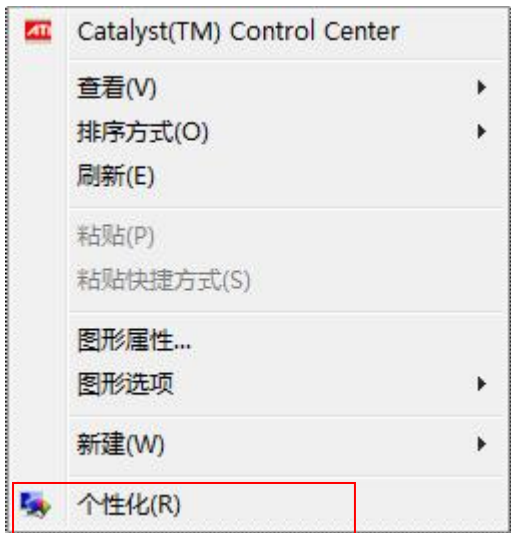 ATI
Catalyst(TM) Control Center
查看(V)
排序方式(O)
刷新(E)
粘贴(P)
粘贴快捷方式(S)
图形属性...
图形选项
新建(W)
个性化(R)